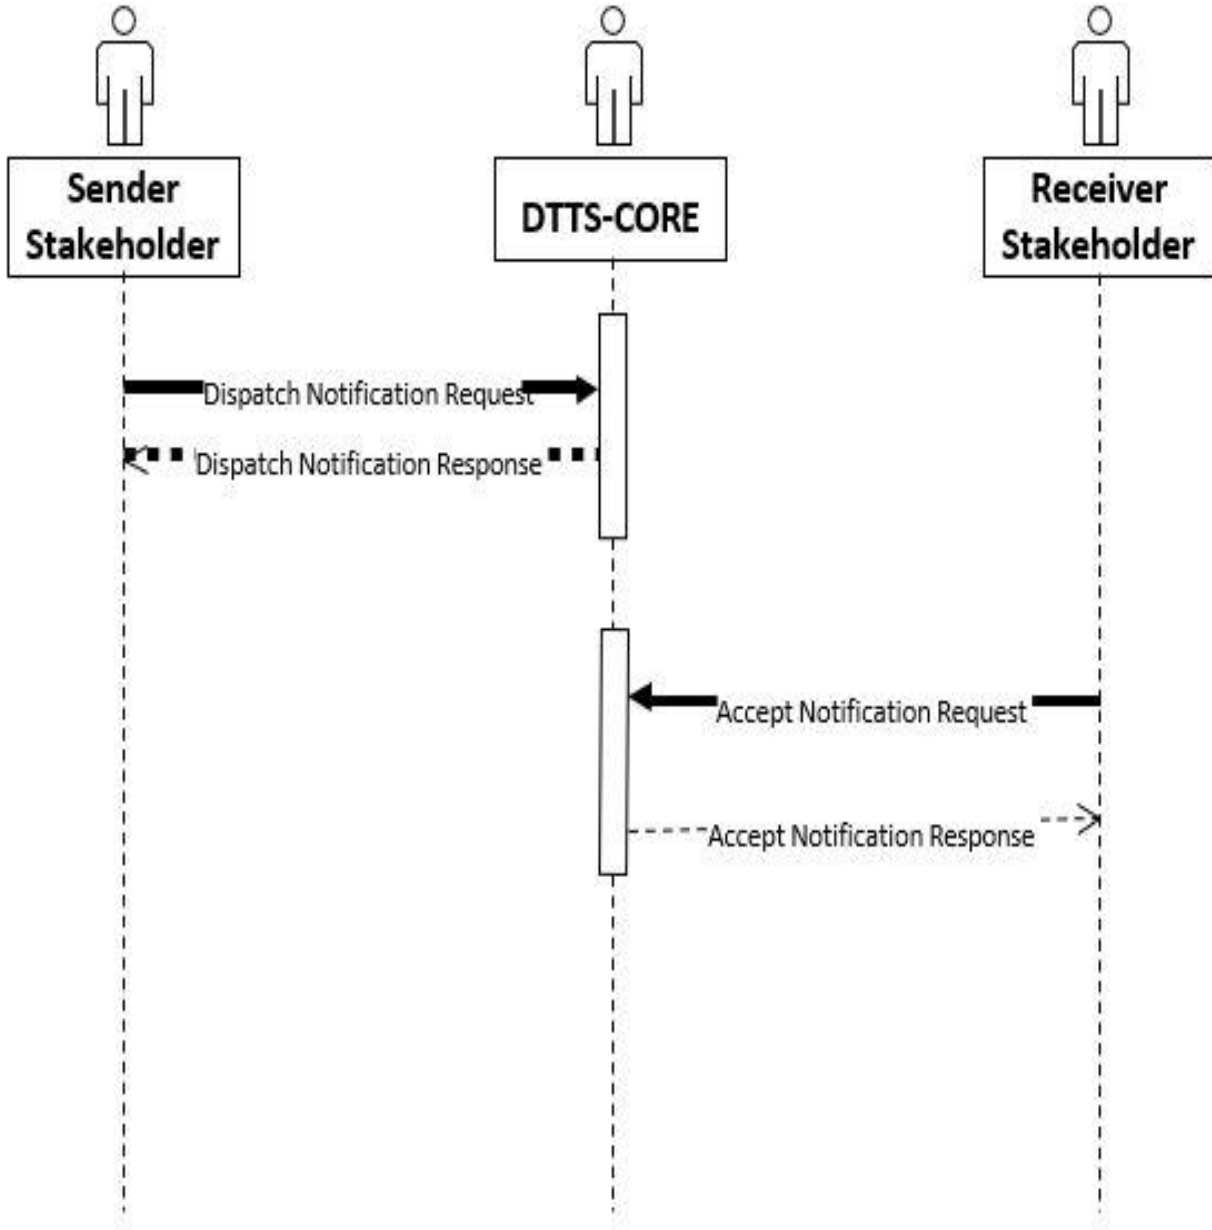 Sender
Stakeholder
DTTS-CORE
Receiver
Stakeholder
Dispatch Notification Request
Dispatch Notification Response
Accept Notification Request
Accept Notification Response